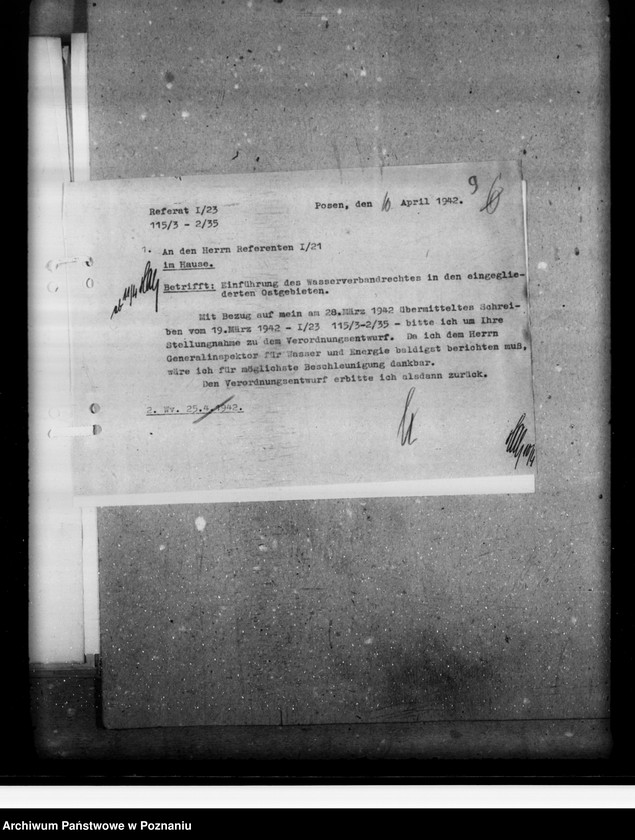 9
Referat I/23
Posen, den 10 April 1942.
115/3 - 2/35
1. An den Herrn Referenten I/21
im Hause.
Betrifft: Einführung des Wasserverbandrechtes in den eingeglie-
derten Ostgebieten.
Mit Bezug auf mein am 28.März 1942 übermitteltes Schrei-
ben vom 19.März 1942 - I/23 115/3-2/35 - bitte ich um Ihre
Stellungnahme zu dem Verordnungsentwurf. Da ich dem Herrn
Generalinspektor für Wasser und Energie baldigst berichten muß,
wäre ich für möglichste Beschleunigung dankbar.
Den Verordnungsentwurf erbitte ich alsdann zurück.
2. Wv. 25.4.1942.
Archiwum Państwowe w Poznaniu